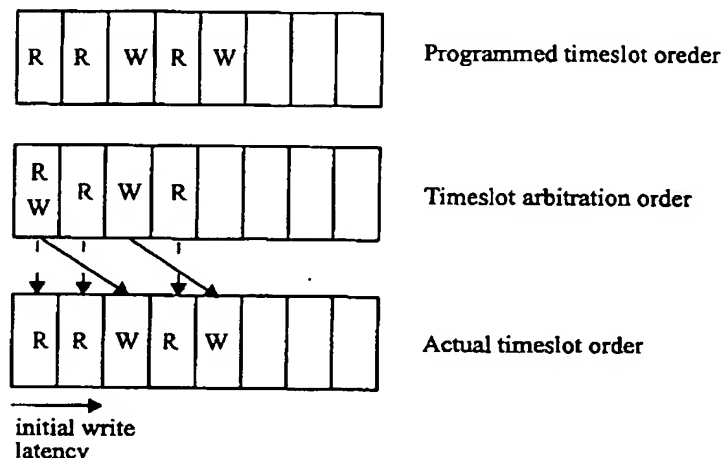 R R W R W Programmed timeslot oreder
R
W R W R Timeslot arbitration order
R R W R W Actual timeslot order
initial write
latency